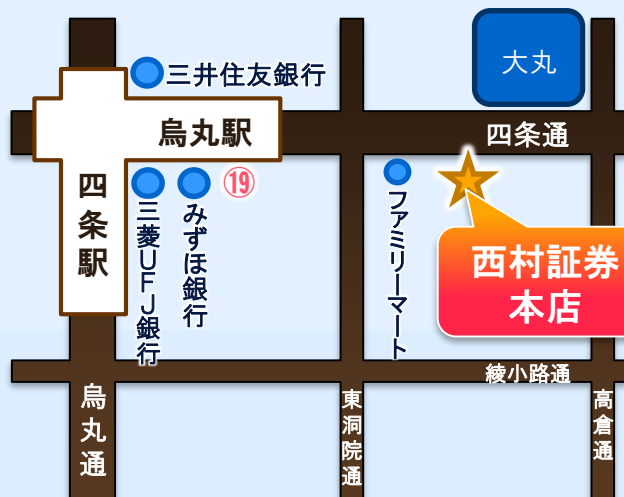 大丸
三井住友銀行
烏丸駅
四条通
四条駅
三菱UFJ銀行
みずほ銀行
⑲
ファミリーマート
西村証券
本店
綾小路通
烏丸通
東洞院通
高倉通